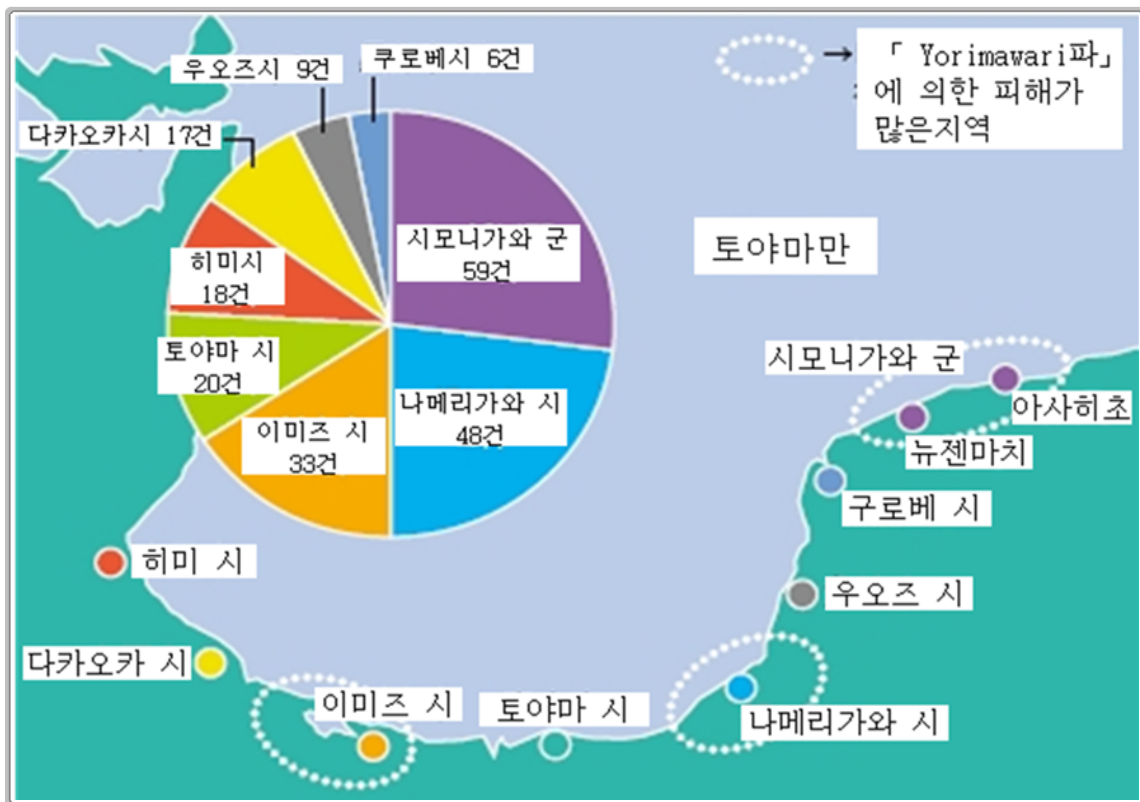 쿠로베시 6건
우오즈시 9건
다카오카시 17건
→ 「 Yorimawari파」
에 의한 피해가
많은지역
시모니가와 군
59건
토야마만
히미시
18건
토야마 시
20건
나메리가와 시
48건
이미즈 시
33건
시모니가와 군
아사히초
뉴젠마치
구로베 시
히미 시
우오즈 시
다카오카 시
이미즈 시
토야마 시
나메리가와 시